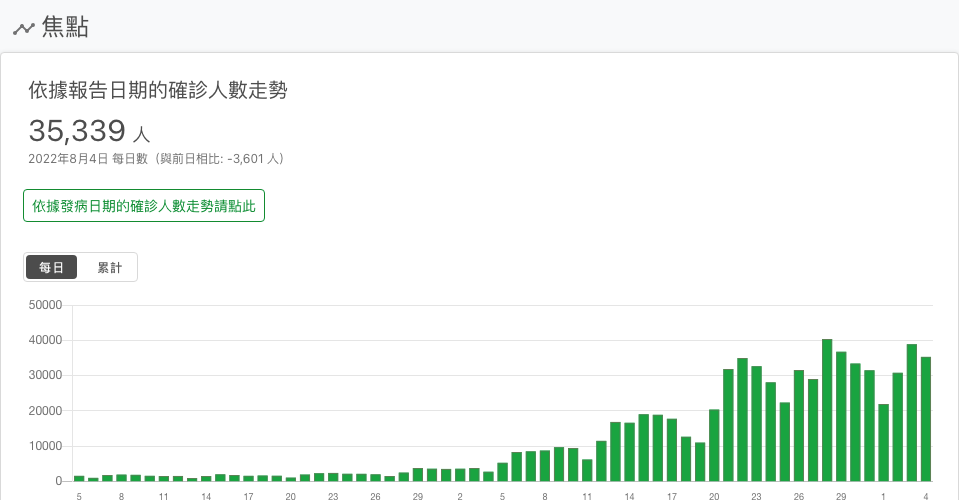 焦點
依據報告日期的確診人數走勢
35,339 人
2022年8月4日 每日數（與前日相比: -3,601 人）
依據發病日期的確診人數走勢請點此
每日 累計
50000
40000
30000
20000
10000
0
5 8 11 14 17 20 23 26 29 2 5 8 11 14 17 20 23 26 29 1 4